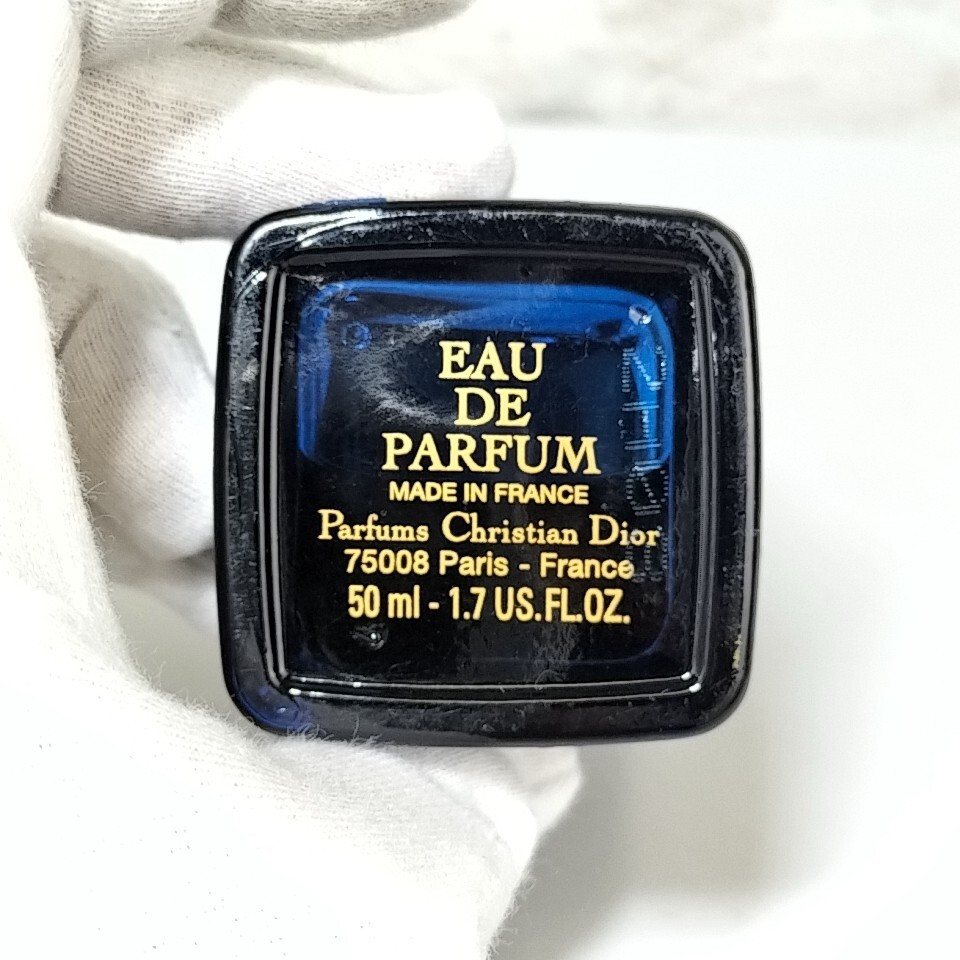 EAU
DE
PARFUM
MADE IN FRANCE
Parfums Christian Dior
75008 Paris - France
50 ml - 1.7 US.FL.OZ.